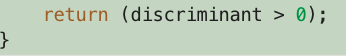 return (discriminant > 0);
}